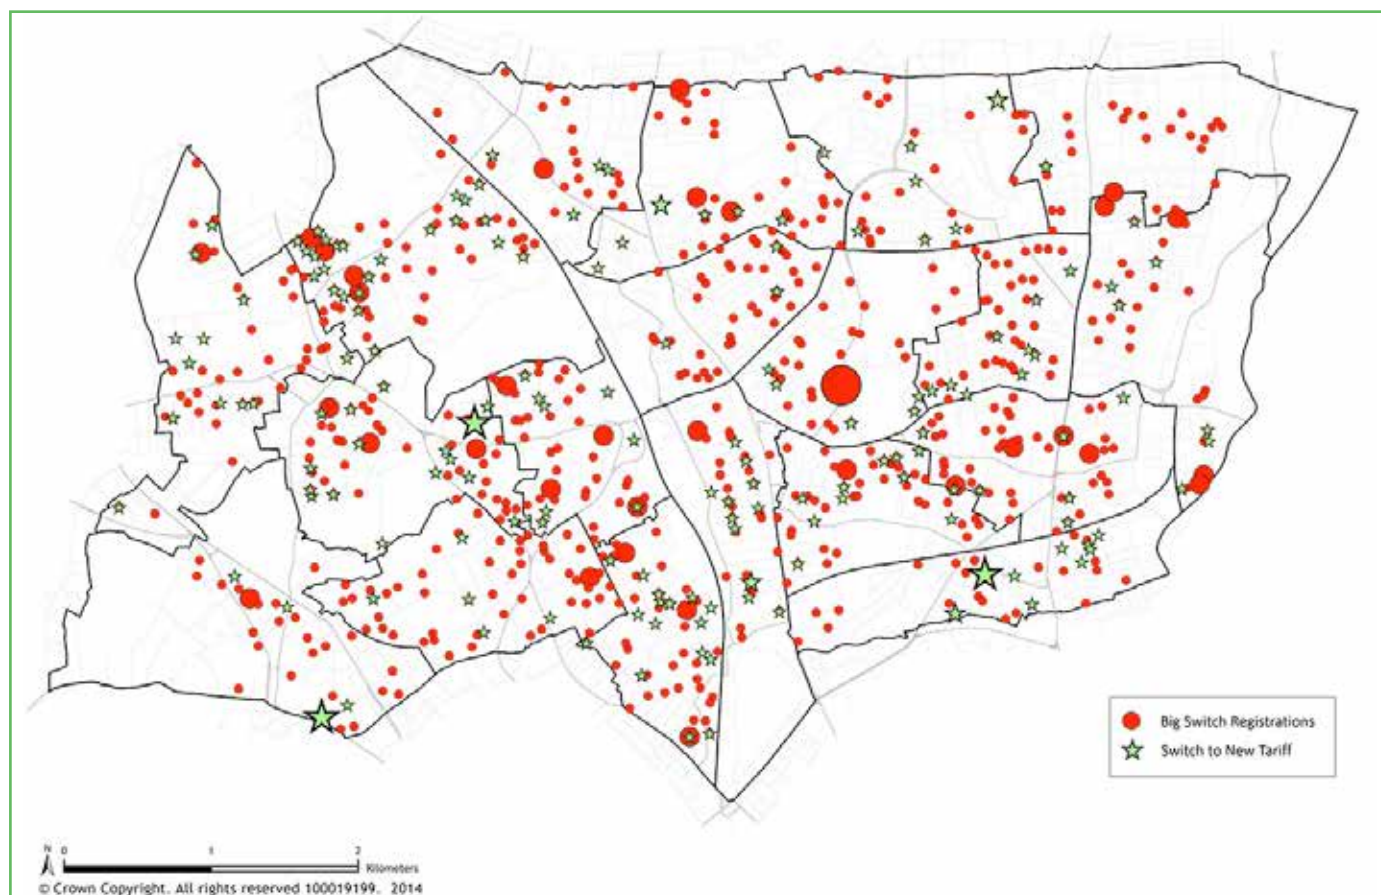 Big Switch Registrations
Switch to New Tariff
N 0 1 2
Kilometers
© Crown Copyright. All rights reserved 100019199. 2014